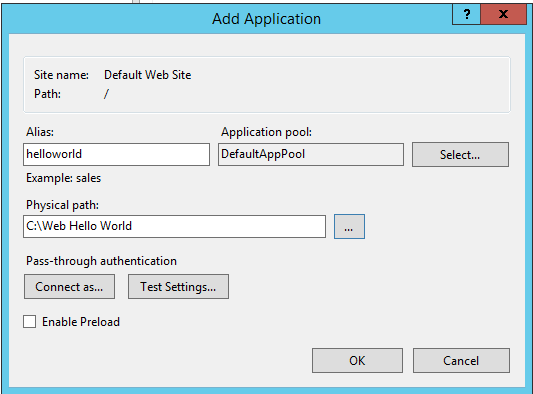 Add Application
? x
Site name: Default Web Site
Path: /
Alias: Application pool:
helloworld DefaultAppPool Select...
Example: sales
Physical path:
C:\Web Hello World ...
Pass-through authentication
Connect as... Test Settings...
Enable Preload
OK Cancel